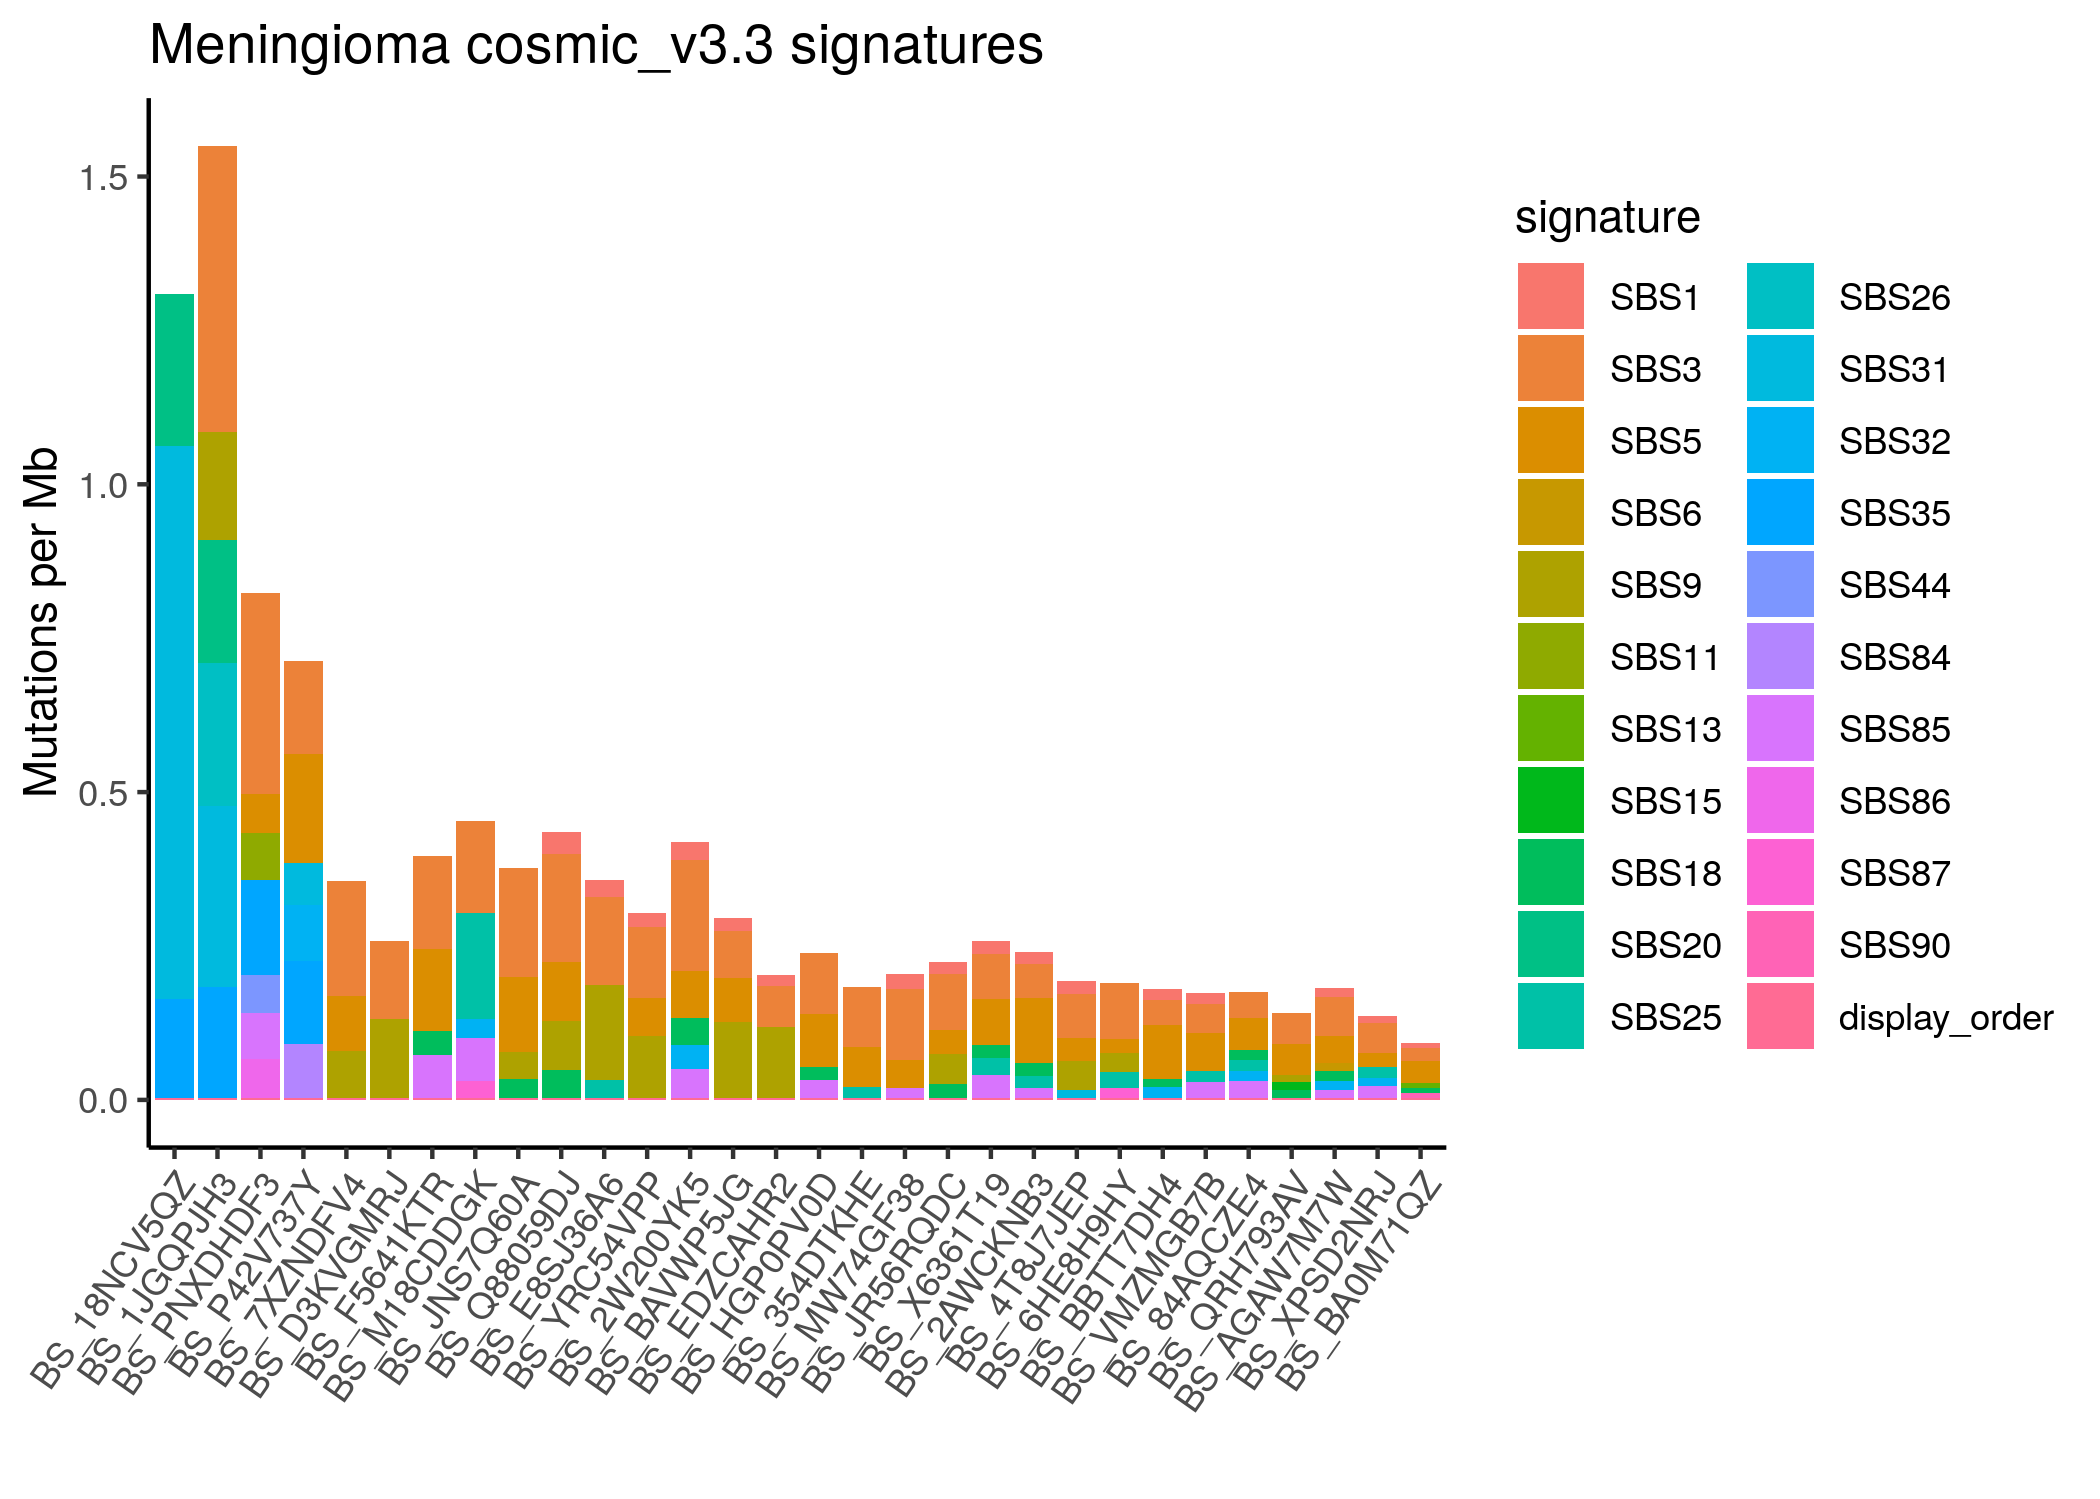 Meningioma cosmic_v3.3 signatures
Mutations per Mb
1.5
1.0
0.5
0.0
BS_18NCV5QZ
BS_1JGQPJH3
BS_PNXDHDF3
BS_P42V737Y
BS_7XZNDFV4
BS_D3KVGMRJ
BS_F5641KTR
BS_M18CDDGK
BS_JNS7Q60A
BS_Q88059DJ
BS_E8SJ36A6
BS_YRC54VPP
BS_2W200YK5
BS_BAVWP5JG
BS_EDZCAHR2
BS_HGP0PV0D
BS_354DTKHE
BS_MW74GF38
BS_JR56RQDC
BS_X6361T19
BS_2AWCKNB3
BS_4T8J7JEP
BS_6HE8H9HY
BS_BBTT7DH4
BS_VMZMGB7B
BS_84AQCZE4
BS_QRH793AV
BS_AGAW7M7W
BS_XPSD2NRJ
BS_BA0M71QZ
signature
SBS1
SBS3
SBS5
SBS6
SBS9
SBS11
SBS13
SBS15
SBS18
SBS20
SBS25
SBS26
SBS31
SBS32
SBS35
SBS44
SBS84
SBS85
SBS86
SBS87
SBS90
display_order